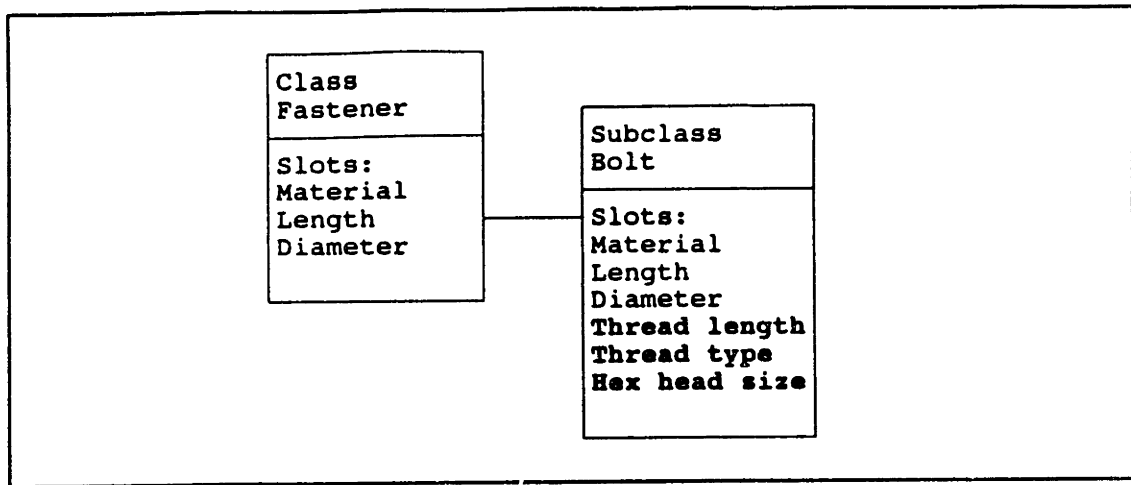 Class
Fastener
Slots:
Material
Length
Diameter
Subclass
Bolt
Slots:
Material
Length
Diameter
Thread length
Thread type
Hex head size